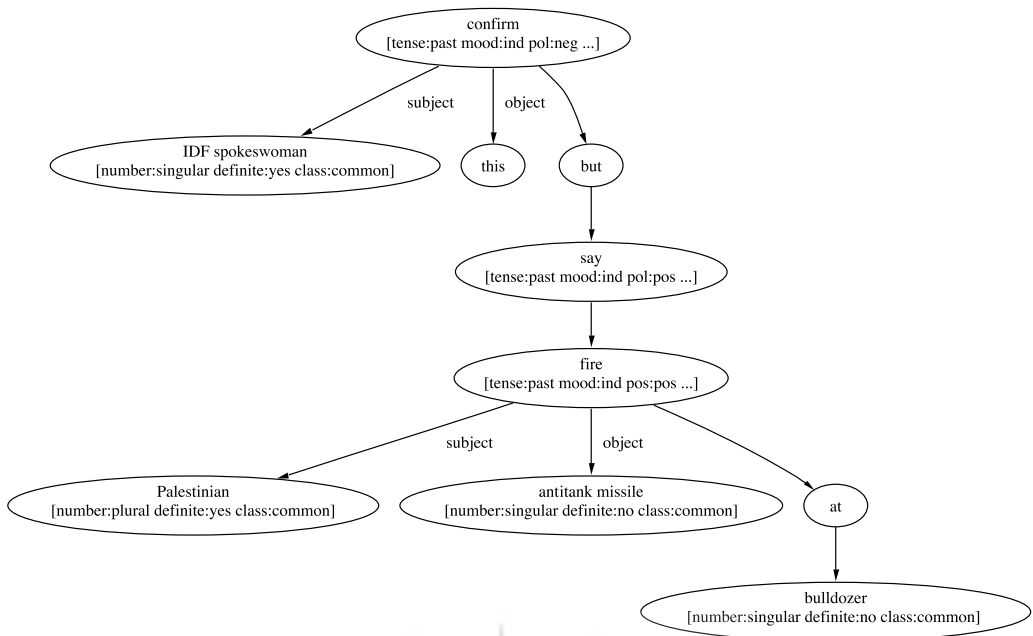 confirm
[tense:past mood:ind pol:neg ...]
subject
object
IDF spokeswoman
[number:singular definite:yes class:common]
this
but
say
[tense:past mood:ind pol:pos ...]
fire
[tense:past mood:ind pos:pos ...]
subject
object
Palestinian
[number:plural definite:yes class:common]
antitank missile
[number:singular definite:no class:common]
at
bulldozer
[number:singular definite:no class:common]